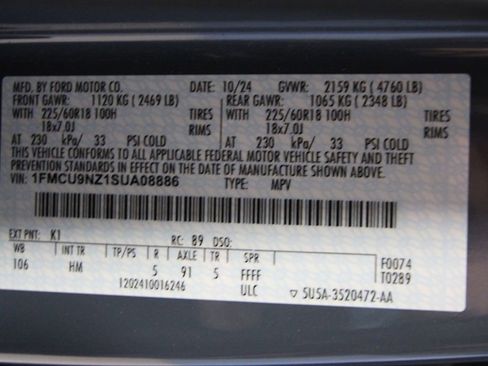 MFD. BY FORD MOTOR CO. DATE: 10/24 GVWR: 2159 KG ( 4760 LB)
FRONT GAWR: 1120 KG ( 2469 LB) REAR GAWR: 1065 KG ( 2348 LB)
WITH 225/60R18 100H TIRES WITH 225/60R18 100H TIRES
18x7.0J RIMS 18x7.0J RIMS
AT 230 kPa/ 33 PSI COLD AT 230 kPa/ 33 PSI COLD
THIS VEHICLE CONFORMS TO ALL APPLICABLE FEDERAL MOTOR VEHICLE SAFETY AND THEFT
PREVENTION STANDARDS IN EFFECT ON THE DATE OF MANUFACTURE SHOWN ABOVE.
VIN: 1FMCU9NZ1SUA08886 TYPE: MPV
EXT PNT: K1 RC: 89 DSO:
WB INT TR TP/PS R AXLE TR SPR F0074
106 HM 5 91 5 FFFF T0289
1202410016246 ULC ▽ 5U5A-3520472-AA